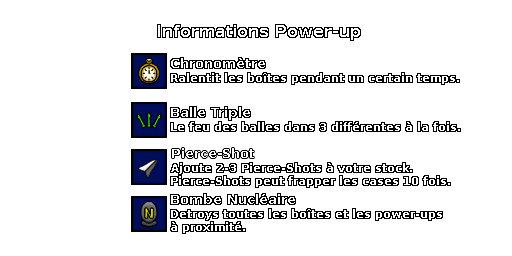 Informations Power-up
Chronomètre
Ralentit les boîtes pendant un certain temps.
Balle Triple
Le feu des balles dans 3 différentes à la fois.
Pierce-Shot
Ajoute 2-3 Pierce-Shots à votre stock.
Pierce-Shots peut frapper les cases 10 fois.
Bombe Nucléaire
N
Detroys toutes les boîtes et les power-ups
à proximité.